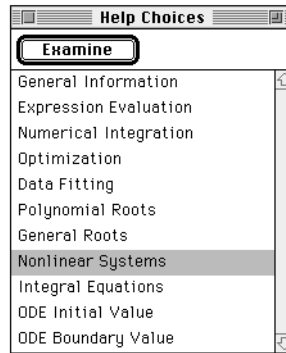 Help Choices
Examine
General Information
Expression Evaluation
Numerical Integration
Optimization
Data Fitting
Polynomial Roots
General Roots
Nonlinear Systems
Integral Equations
ODE Initial Value
ODE Boundary Value